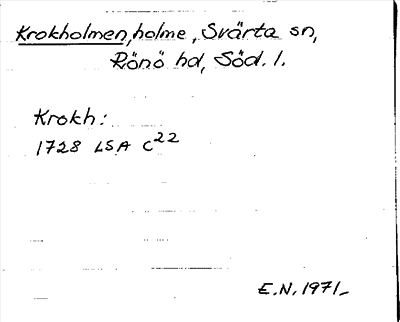 Krokholmen, holme, Svärta sn,
Rönö hd, Söd. l.
Krokh:
1728 LSA C22
E.N. 1971